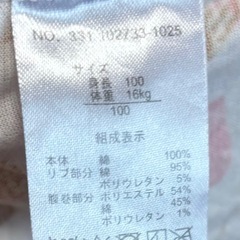 NO. 331 102733-1025
サイズ
身長 100
体重 16kg
100
組成表示
本体 綿 100%
リブ部分 綿 95%
ポリウレタン 5%
腹巻部分 ポリエステル 54%
綿 45%
ポリウレタン 1%